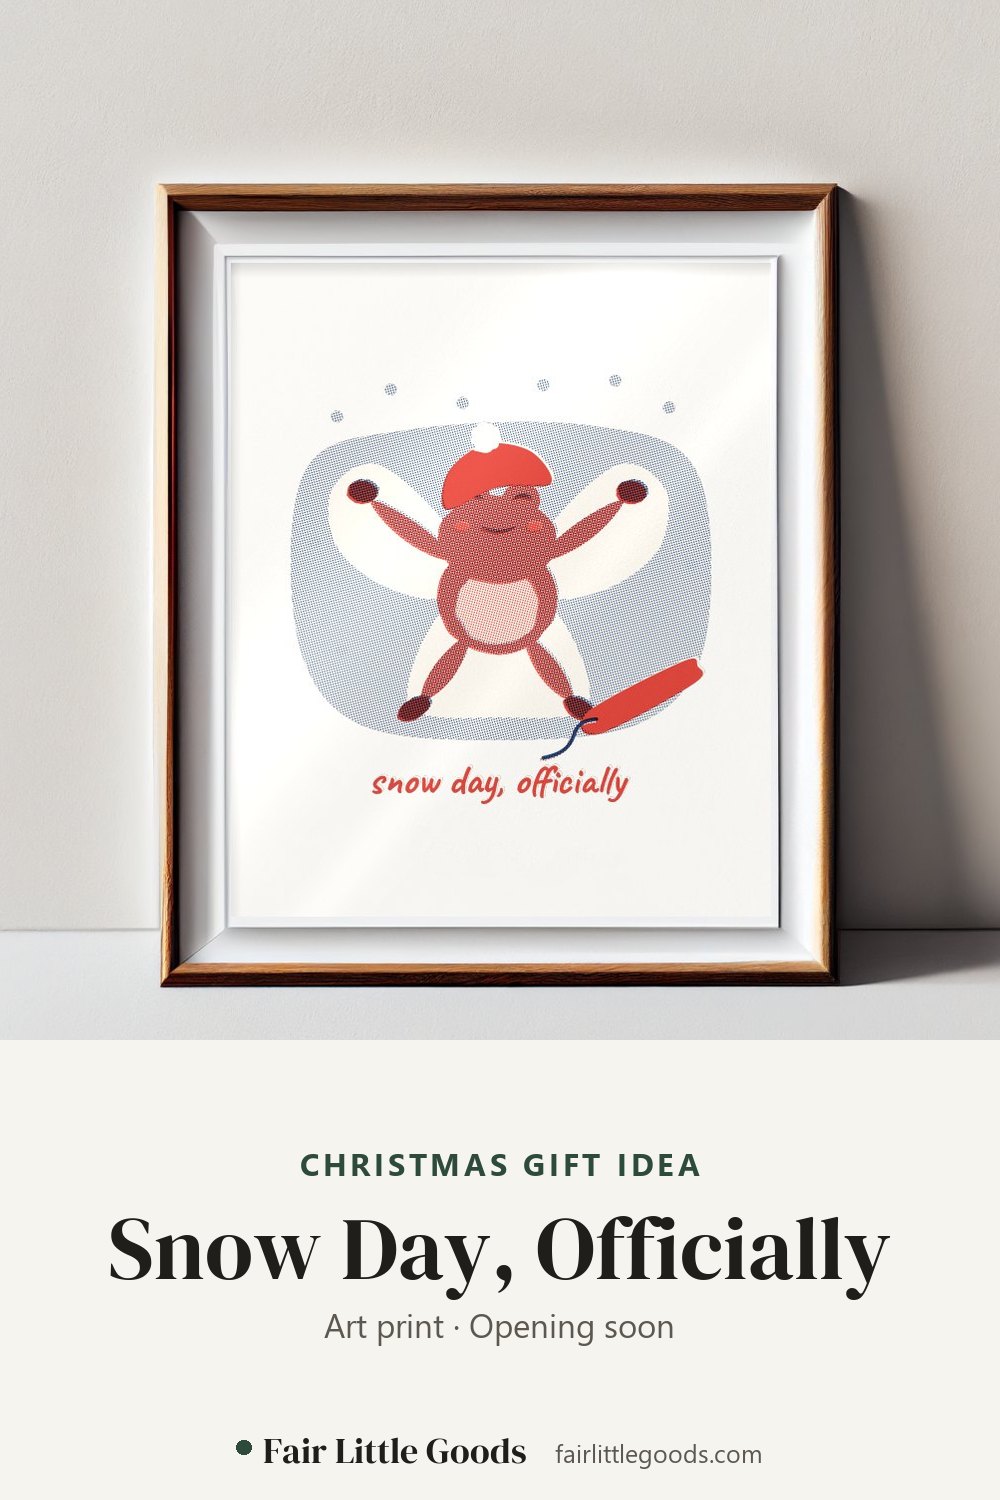 snow day, officially
CHRISTMAS GIFT IDEA
Snow Day, Officially
Art print · Opening soon
Fair Little Goods fairlittlegoods.com